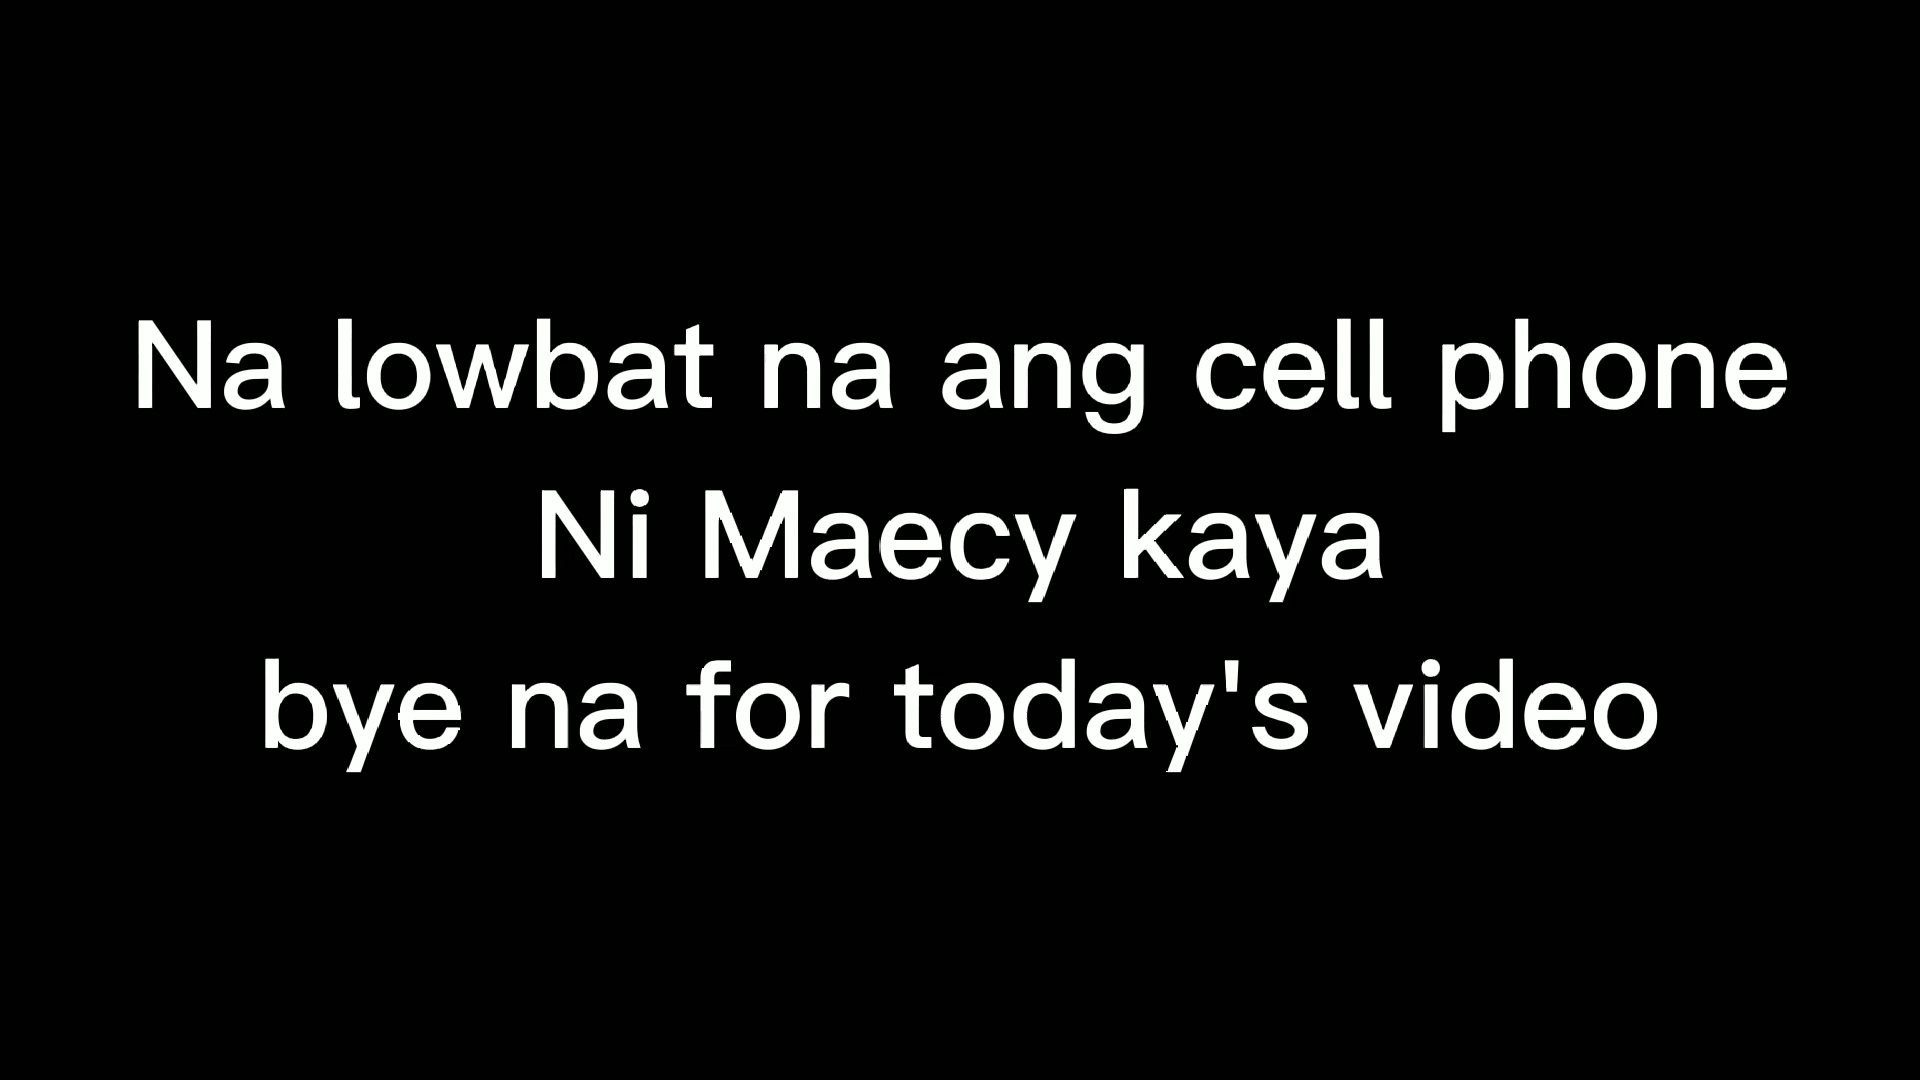 Na lowbat na ang cell phone
Ni Maecy kaya
bye na for today's video